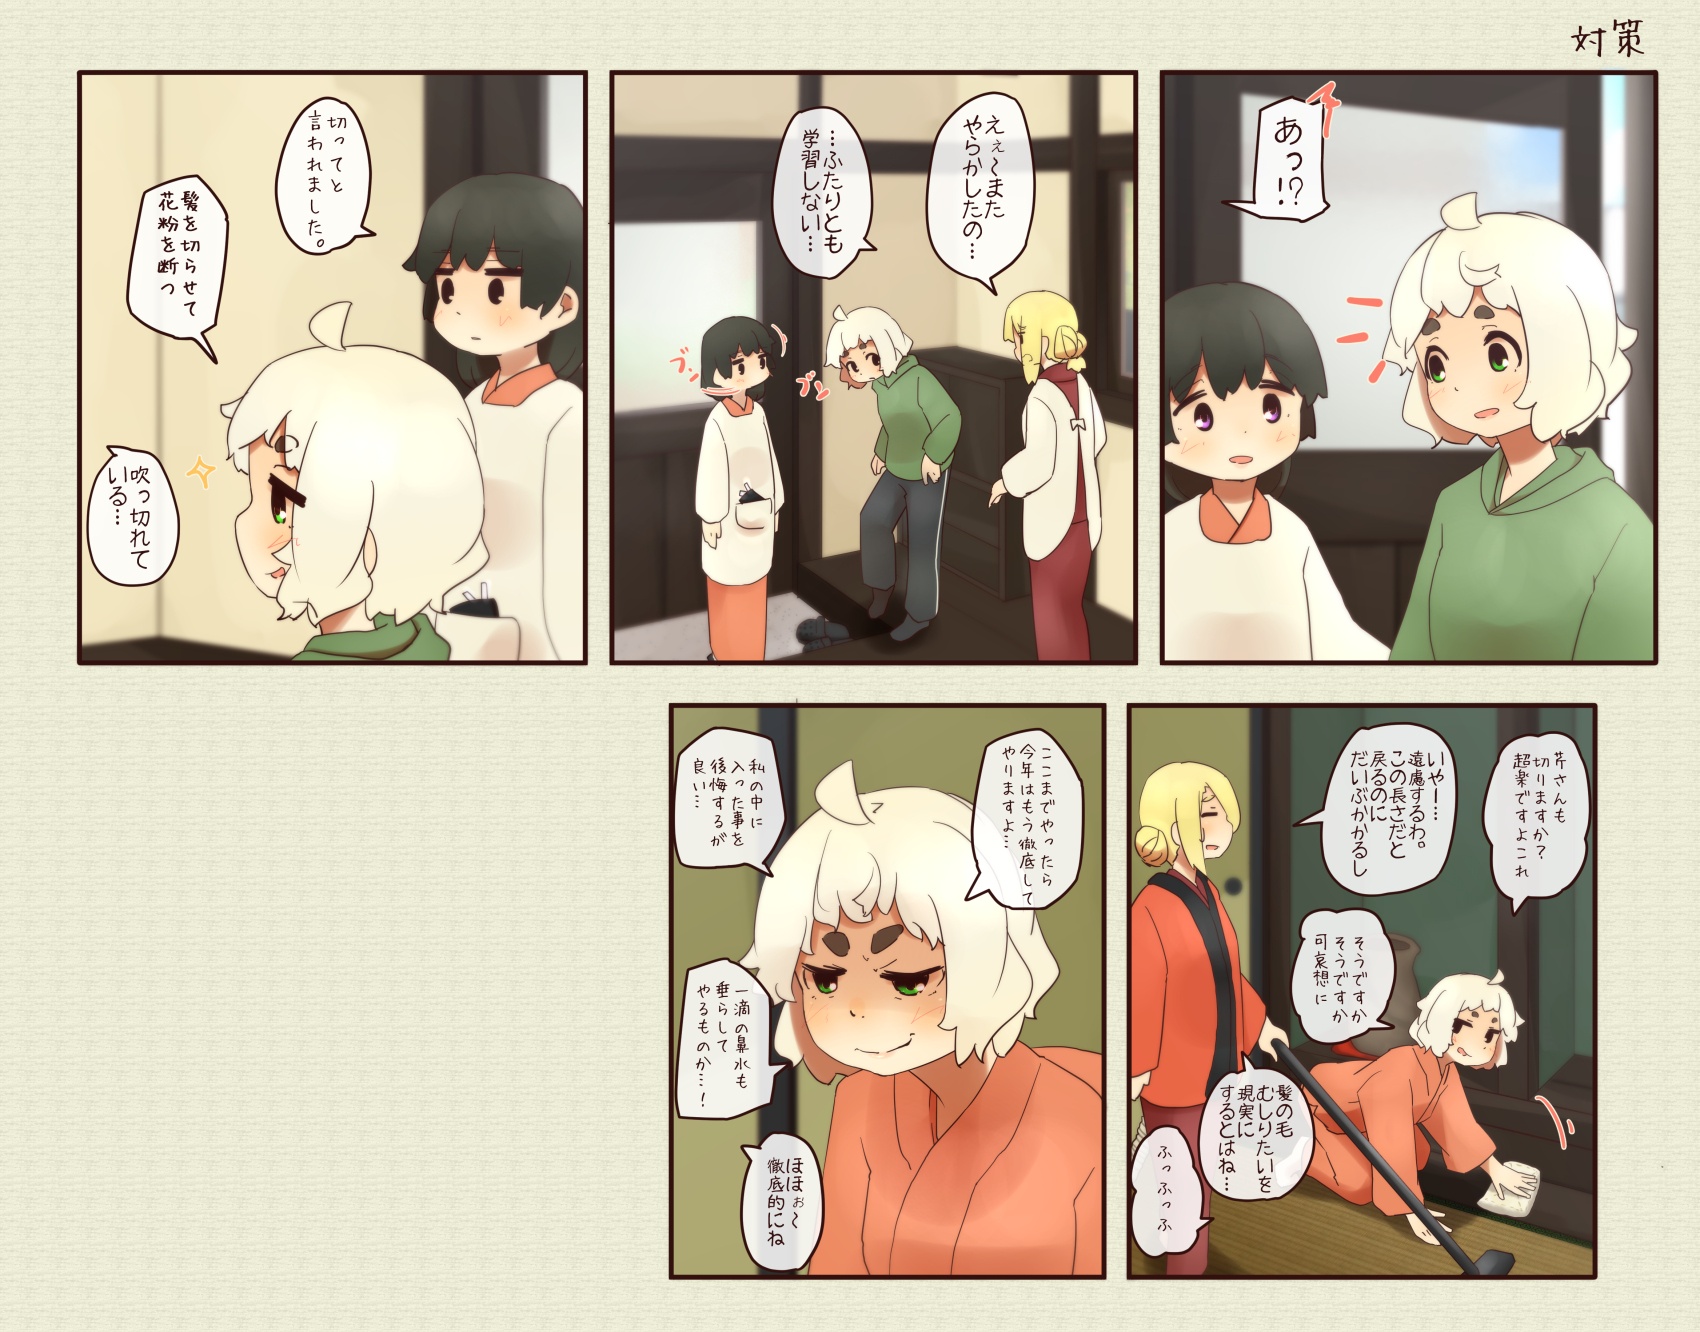 対策
あっ!?
えぇ〜また
やらかしたの…
…ふたりとも
学習しない…
ブンッ
ブンッ
切ってと
言われました。
髪を切らせて
花粉を断つ
吹っ切れて
いる…
芹さんも
切りますか?
超楽ですよこれ
いやー…
遠慮するわ。
この長さだと
戻るのに
だいぶかかるし
そうですか
そうですか
可哀想に
髪の毛
むしりたいを
現実に
するとはね…
ふっふっふ
ここまでやったら
今年はもう徹底して
やりますよ…
私の中に
入った事を
後悔するが
良い…
一滴の鼻水も
垂らして
やるものか…!
ほほぉ〜
徹底的にね